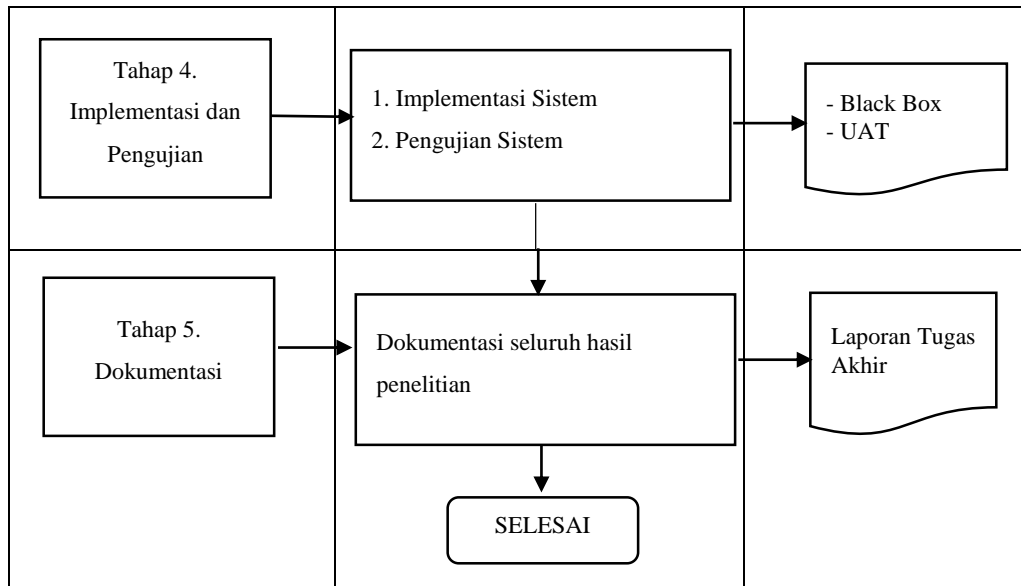 Tahap 4.
Implementasi dan
Pengujian
1. Implementasi Sistem
2. Pengujian Sistem
- Black Box
- UAT
Tahap 5.
Dokumentasi
Dokumentasi seluruh hasil
penelitian
Laporan Tugas
Akhir
SELESAI